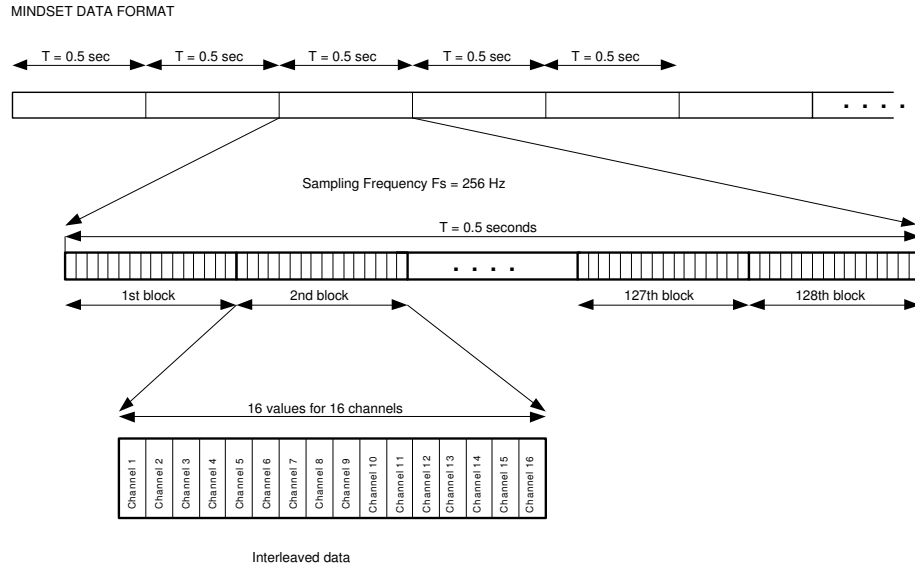 MINDSET DATA FORMAT
T = 0.5 sec T = 0.5 sec T = 0.5 sec T = 0.5 sec T = 0.5 sec
. . . .
Sampling Frequency Fs = 256 Hz
T = 0.5 seconds
. . . .
1st block 2nd block 127th block 128th block
16 values for 16 channels
Channel 1 Channel 2 Channel 3 Channel 4 Channel 5 Channel 6 Channel 7 Channel 8 Channel 9 Channel 10 Channel 11 Channel 12 Channel 13 Channel 14 Channel 15 Channel 16
Interleaved data